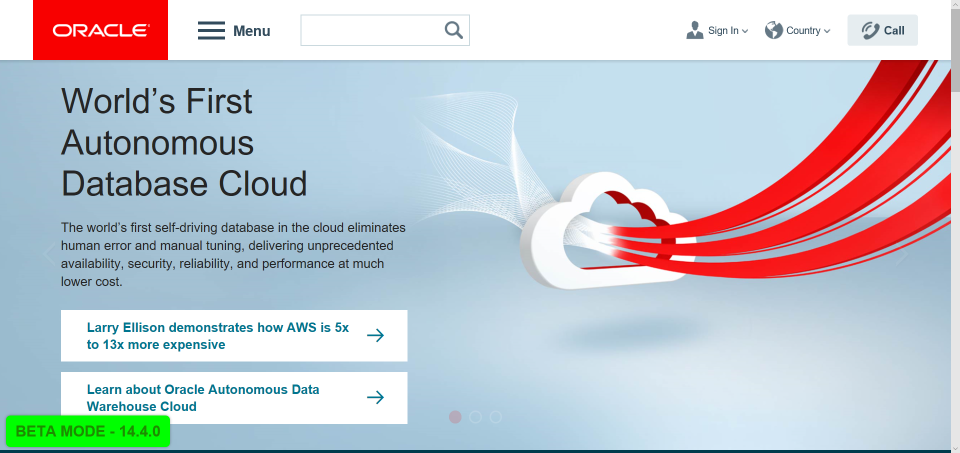 ORACLE
Menu
Sign In
Country
Call
World's First
Autonomous
Database Cloud
The world's first self-driving database in the cloud eliminates
human error and manual tuning, delivering unprecedented
availability, security, reliability, and performance at much
lower cost.
Larry Ellison demonstrates how AWS is 5x
to 13x more expensive
Learn about Oracle Autonomous Data
Warehouse Cloud
BETA MODE - 14.4.0